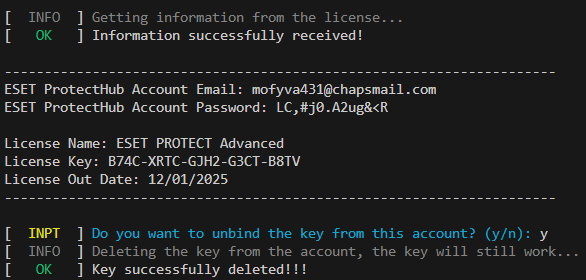 [ INFO ] Getting information from the license...
[ OK ] Information successfully received!
-------------------------------------------------------------
ESET ProtectHub Account Email: mofyva431@chapsmail.com
ESET ProtectHub Account Password: LC,#j0.A2ug&<R
License Name: ESET PROTECT Advanced
License Key: B74C-XRTC-GJH2-G3CT-B8TV
License Out Date: 12/01/2025
-------------------------------------------------------------
[ INPT ] Do you want to unbind the key from this account? (y/n): y
[ INFO ] Deleting the key from the account, the key will still work...
[ OK ] Key successfully deleted!!!